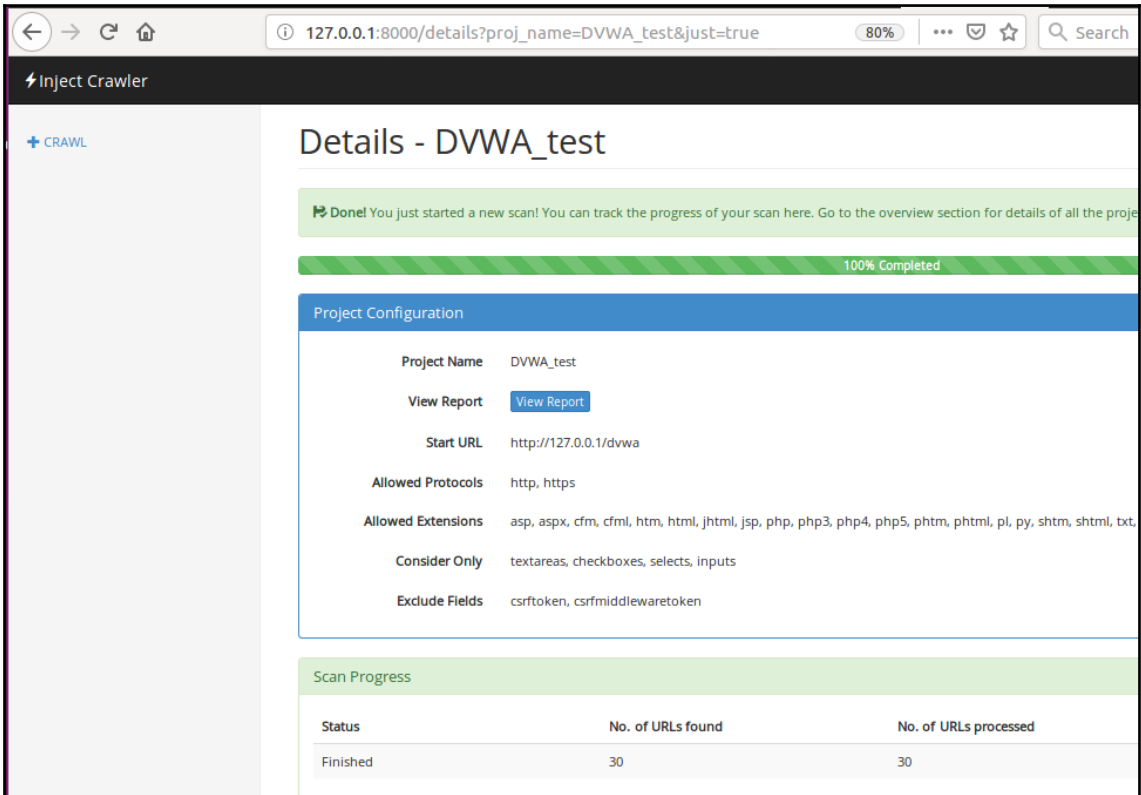 127.0.0.1:8000/details?proj_name=DVWA_test&just=true 80% Search
Inject Crawler
CRAWL
Details - DVWA_test
Done! You just started a new scan! You can track the progress of your scan here. Go to the overview section for details of all the proje
100% Completed
Project Configuration
Project Name DVWA_test
View Report View Report
Start URL http://127.0.0.1/dvwa
Allowed Protocols http, https
Allowed Extensions asp, aspx, cfm, cfml, htm, html, jhtml, jsp, php, php3, php4, php5, phtm, phtml, pl, py, shtm, shtml, txt,
Consider Only textareas, checkboxes, selects, inputs
Exclude Fields csrftoken, csrfmiddlewaretoken
Scan Progress
Status No. of URLs found No. of URLs processed
Finished 30 30